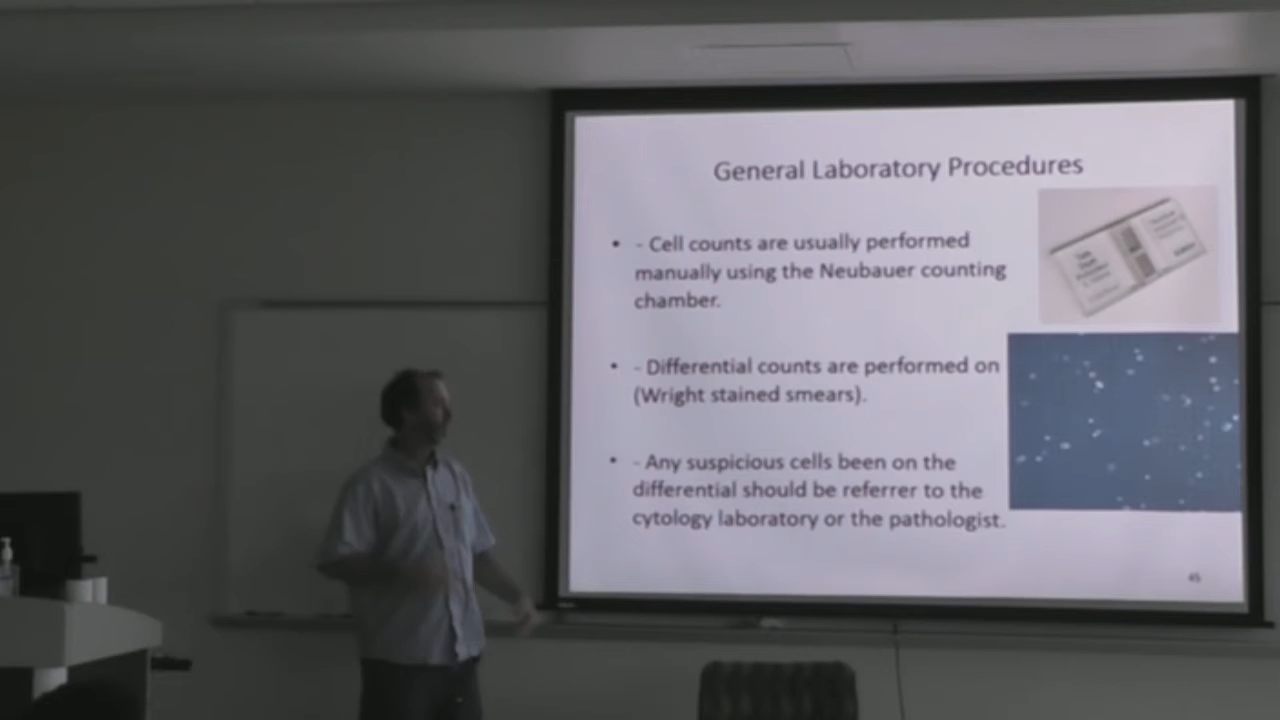 General Laboratory Procedures
• - Cell counts are usually performed
manually using the Neubauer counting
chamber.
• - Differential counts are performed on
(Wright stained smears).
• - Any suspicious cells been on the
differential should be referrer to the
cytology laboratory or the pathologist.
45